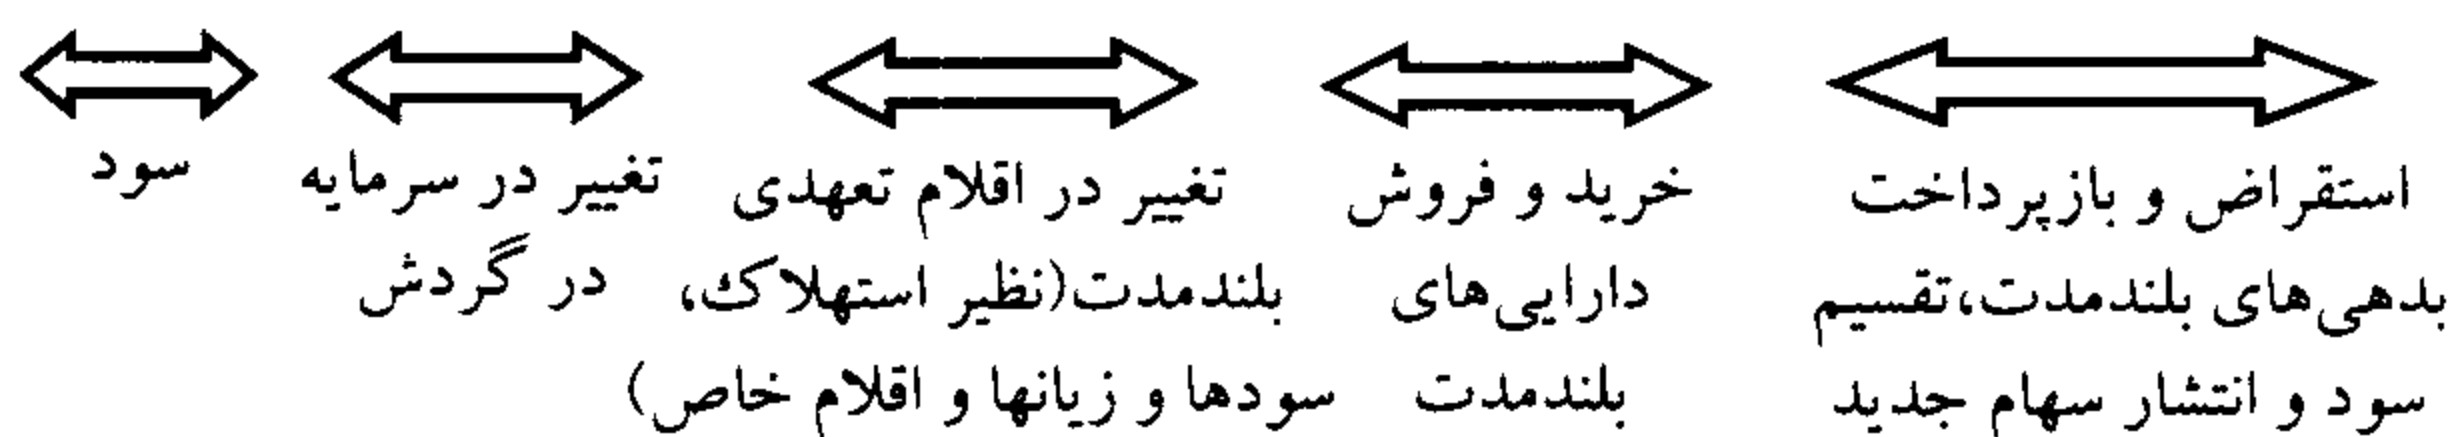 استقراض و بازپرداخت
بدهی‌های بلندمدت،تقسیم
سود و انتشار سهام جدید
خرید و فروش
دارایی‌های
بلندمدت
تغییر در اقلام تعهدی
بلندمدت(نظیر استهلاک،
سودها و زیانها و اقلام خاص)
تغییر در سرمایه
در گردش
سود